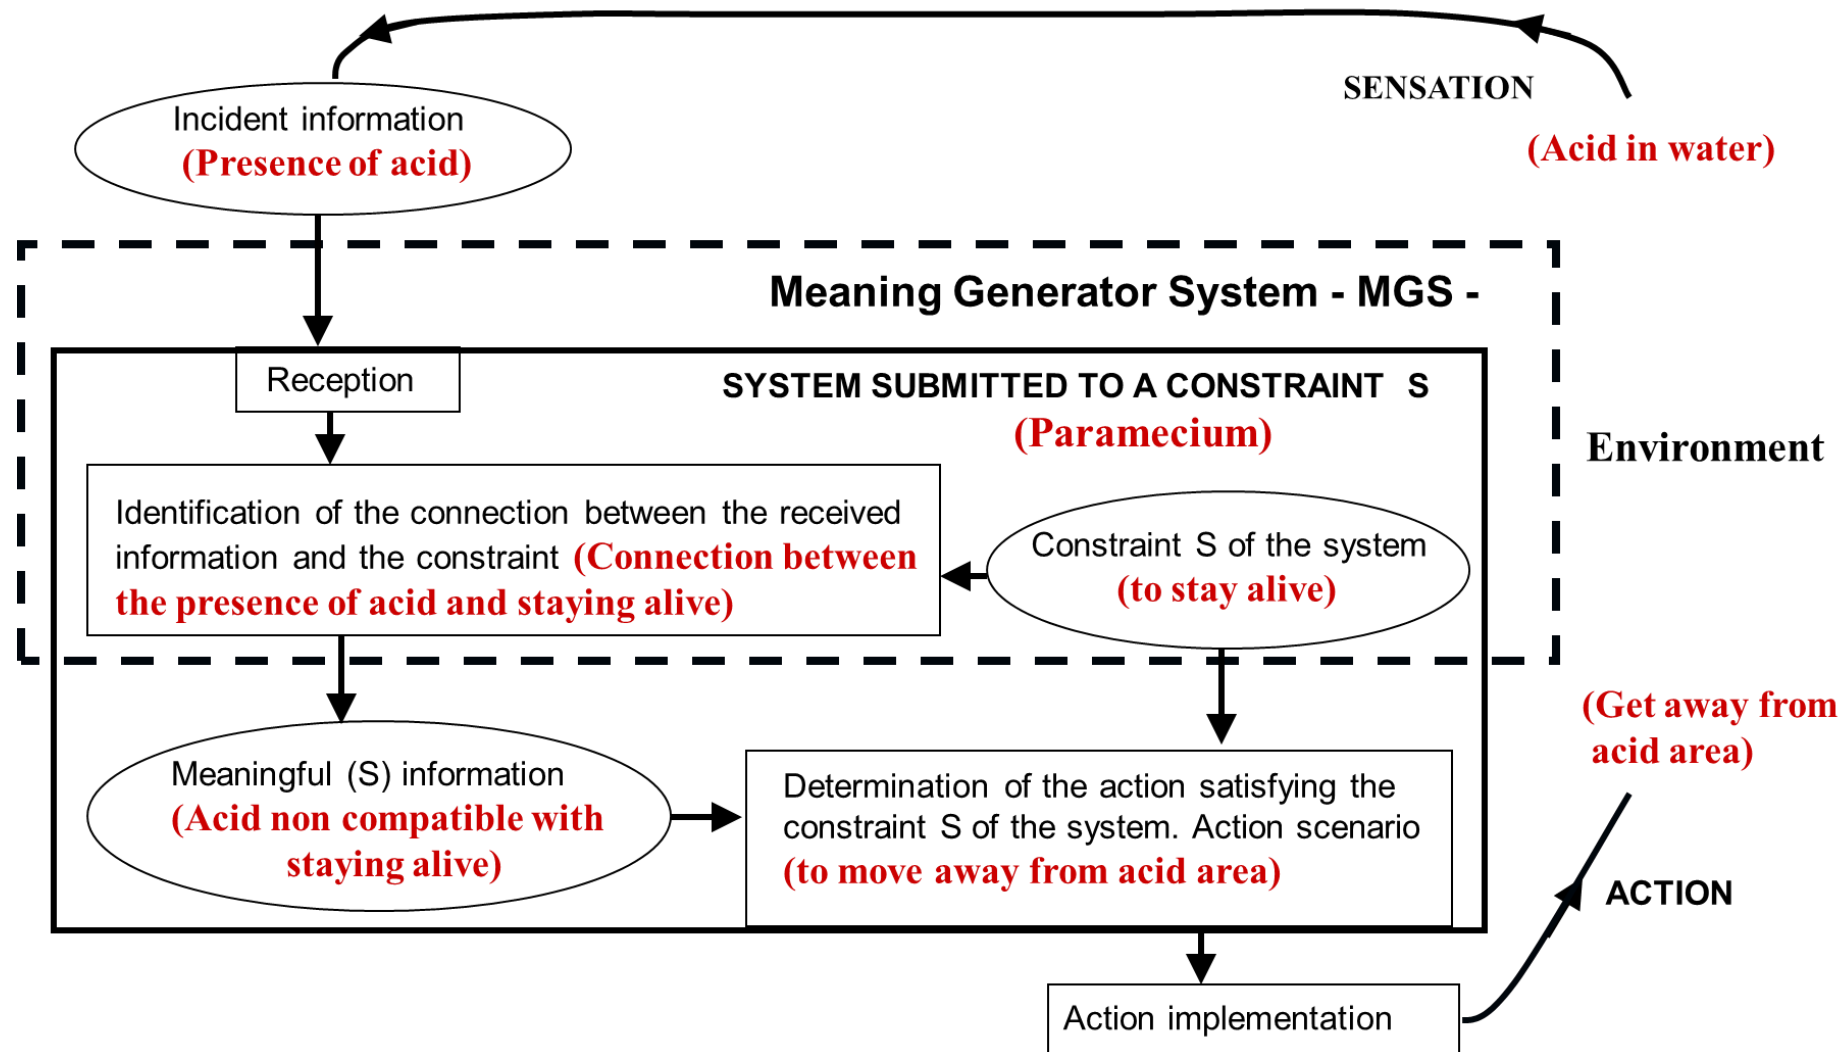 SENSATION
Incident information
(Presence of acid)
(Acid in water)
Meaning Generator System - MGS -
Reception
SYSTEM SUBMITTED TO A CONSTRAINT S
(Paramecium)
Environment
Identification of the connection between the received
information and the constraint (Connection between
the presence of acid and staying alive)
Constraint S of the system
(to stay alive)
(Get away from
acid area)
Meaningful (S) information
(Acid non compatible with
staying alive)
Determination of the action satisfying the
constraint S of the system. Action scenario
(to move away from acid area)
ACTION
Action implementation